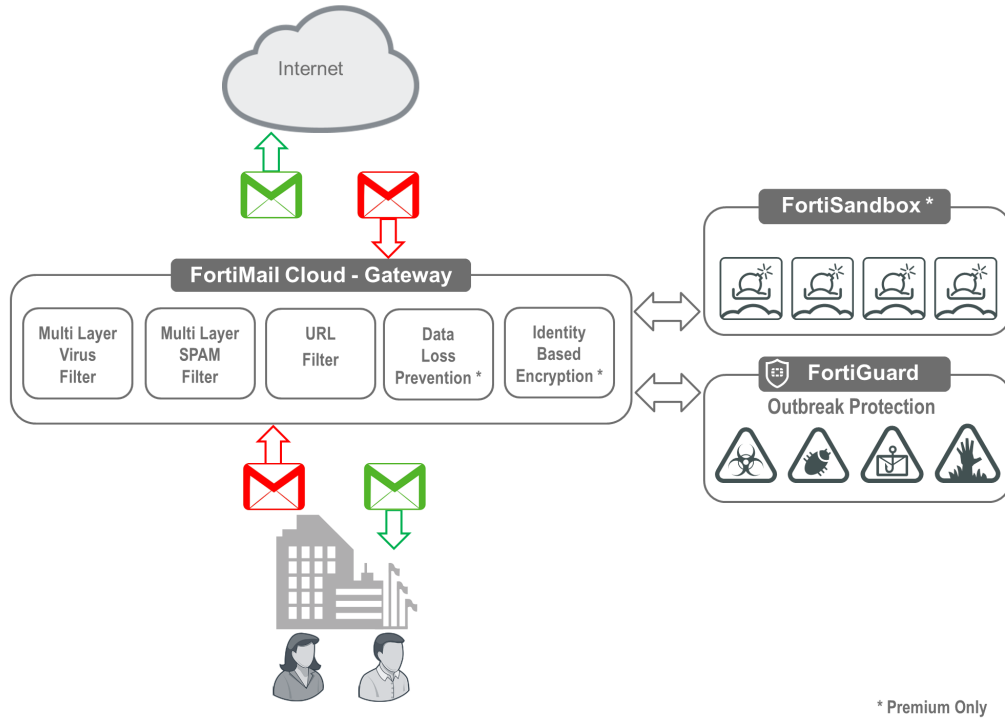 Internet
FortiSandbox *
FortiMail Cloud - Gateway
Multi Layer
Virus
Filter
Multi Layer
SPAM
Filter
URL
Filter
Data
Loss
Prevention *
Identity
Based
Encryption *
FortiGuard
Outbreak Protection
* Premium Only